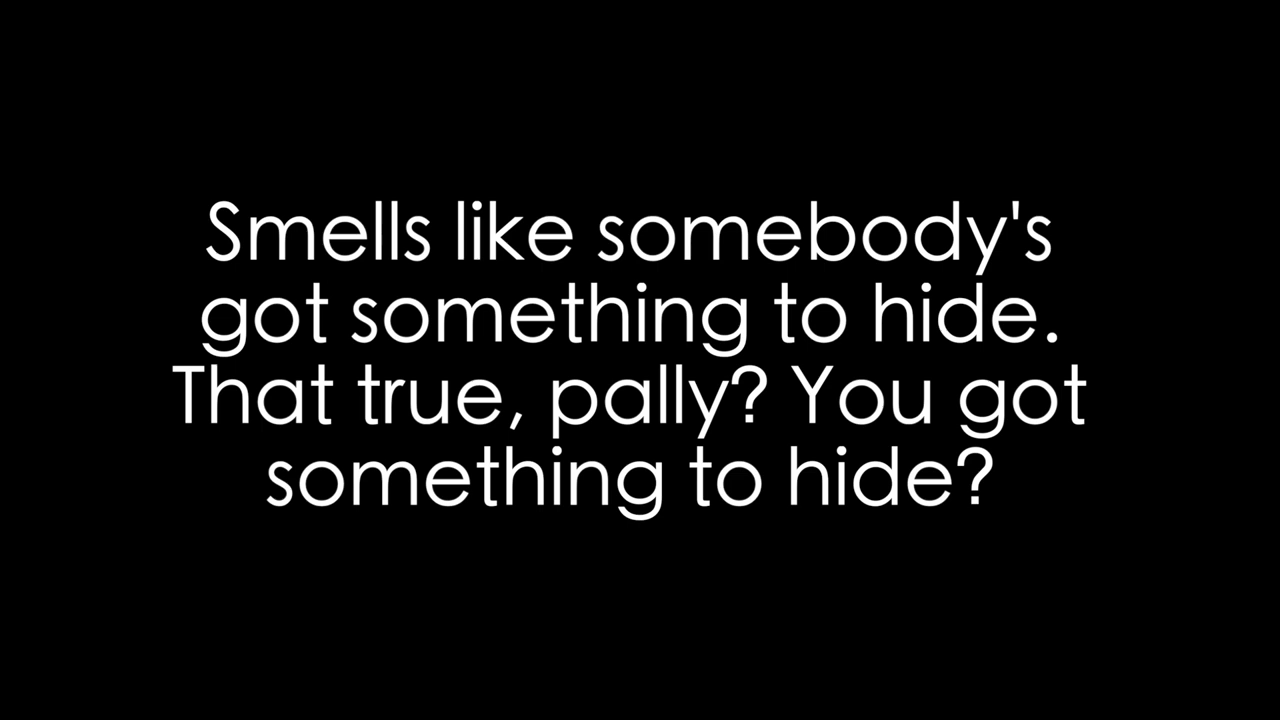 Smells like somebody's
got something to hide.
That true, pally? You got
something to hide?